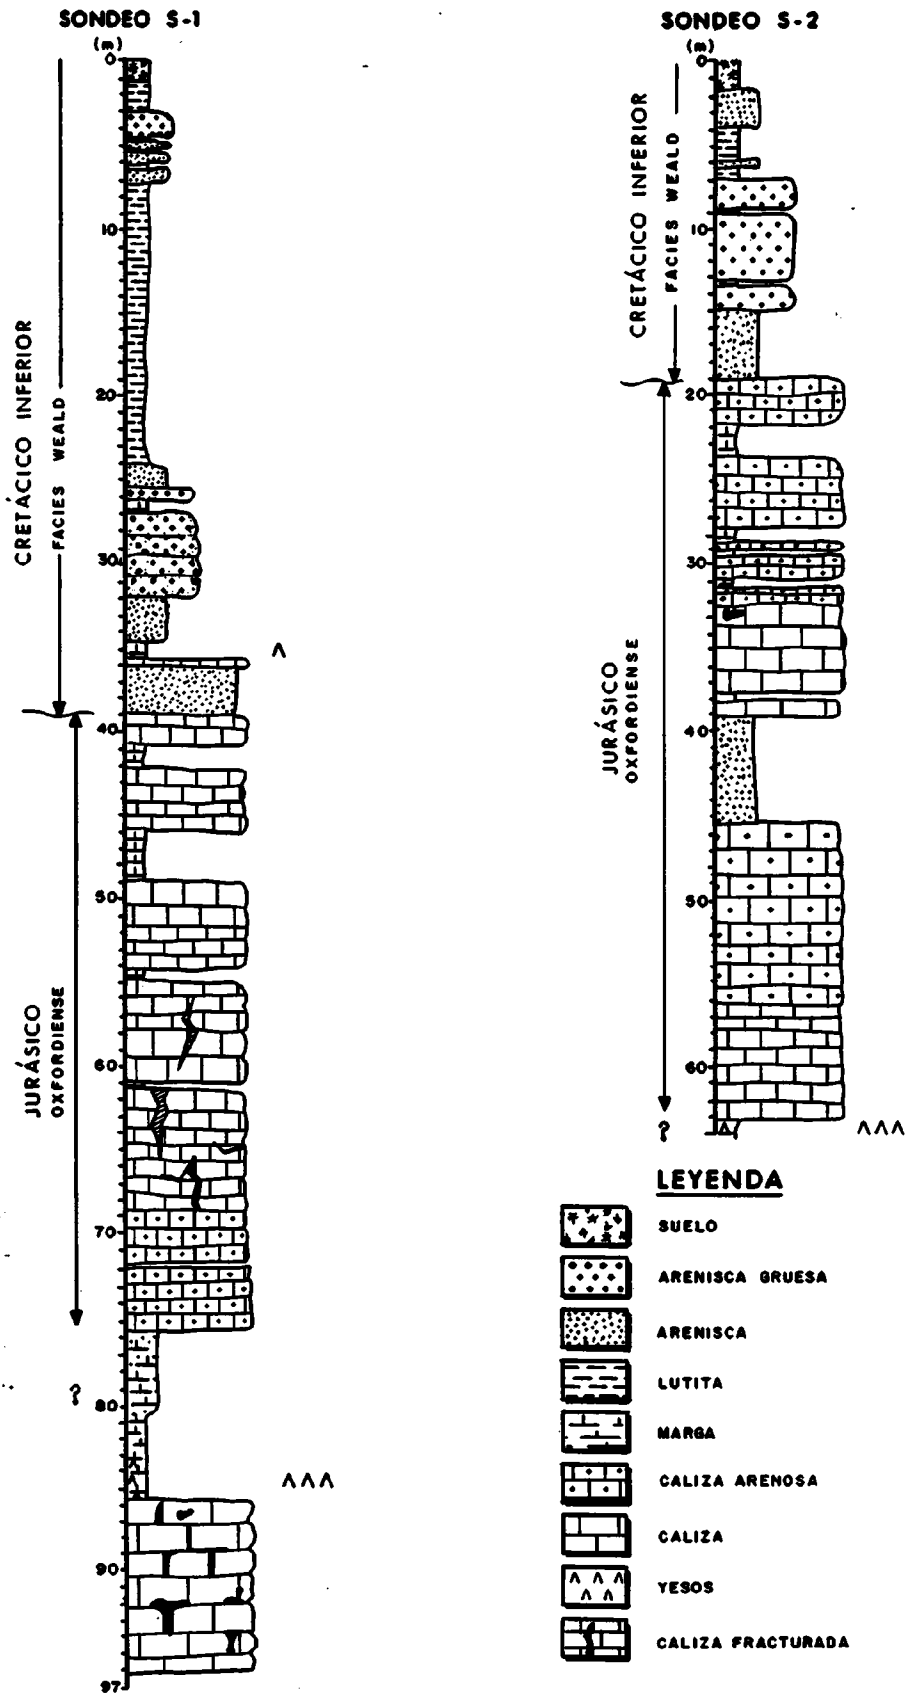 SONDEO S-1
(m)
0
10
20
30
40
50
60
70
80
90
97
CRETÁCICO INFERIOR
FACIES WEALD
JURÁSICO
OXFORDIENSE
?
^
^^^
SONDEO S-2
(m)
0
10
20
30
40
50
60
CRETÁCICO INFERIOR
FACIES WEALD
JURÁSICO
OXFORDIENSE
?
^^^
LEYENDA
SUELO
ARENISCA GRUESA
ARENISCA
LUTITA
MARGA
CALIZA ARENOSA
CALIZA
YESOS
CALIZA FRACTURADA